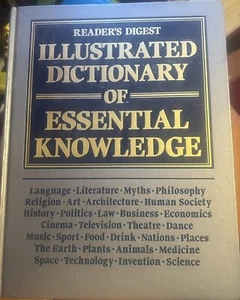 READER'S DIGEST
ILLUSTRATED
DICTIONARY
OF
ESSENTIAL
KNOWLEDGE
Language · Literature · Myths · Philosophy
Religion · Art · Architecture · Human Society
History · Politics · Law · Business · Economics
Cinema · Television · Theatre · Dance
Music · Sport · Food · Drink · Nations · Places
The Earth · Plants · Animals · Medicine
Space · Technology · Invention · Science